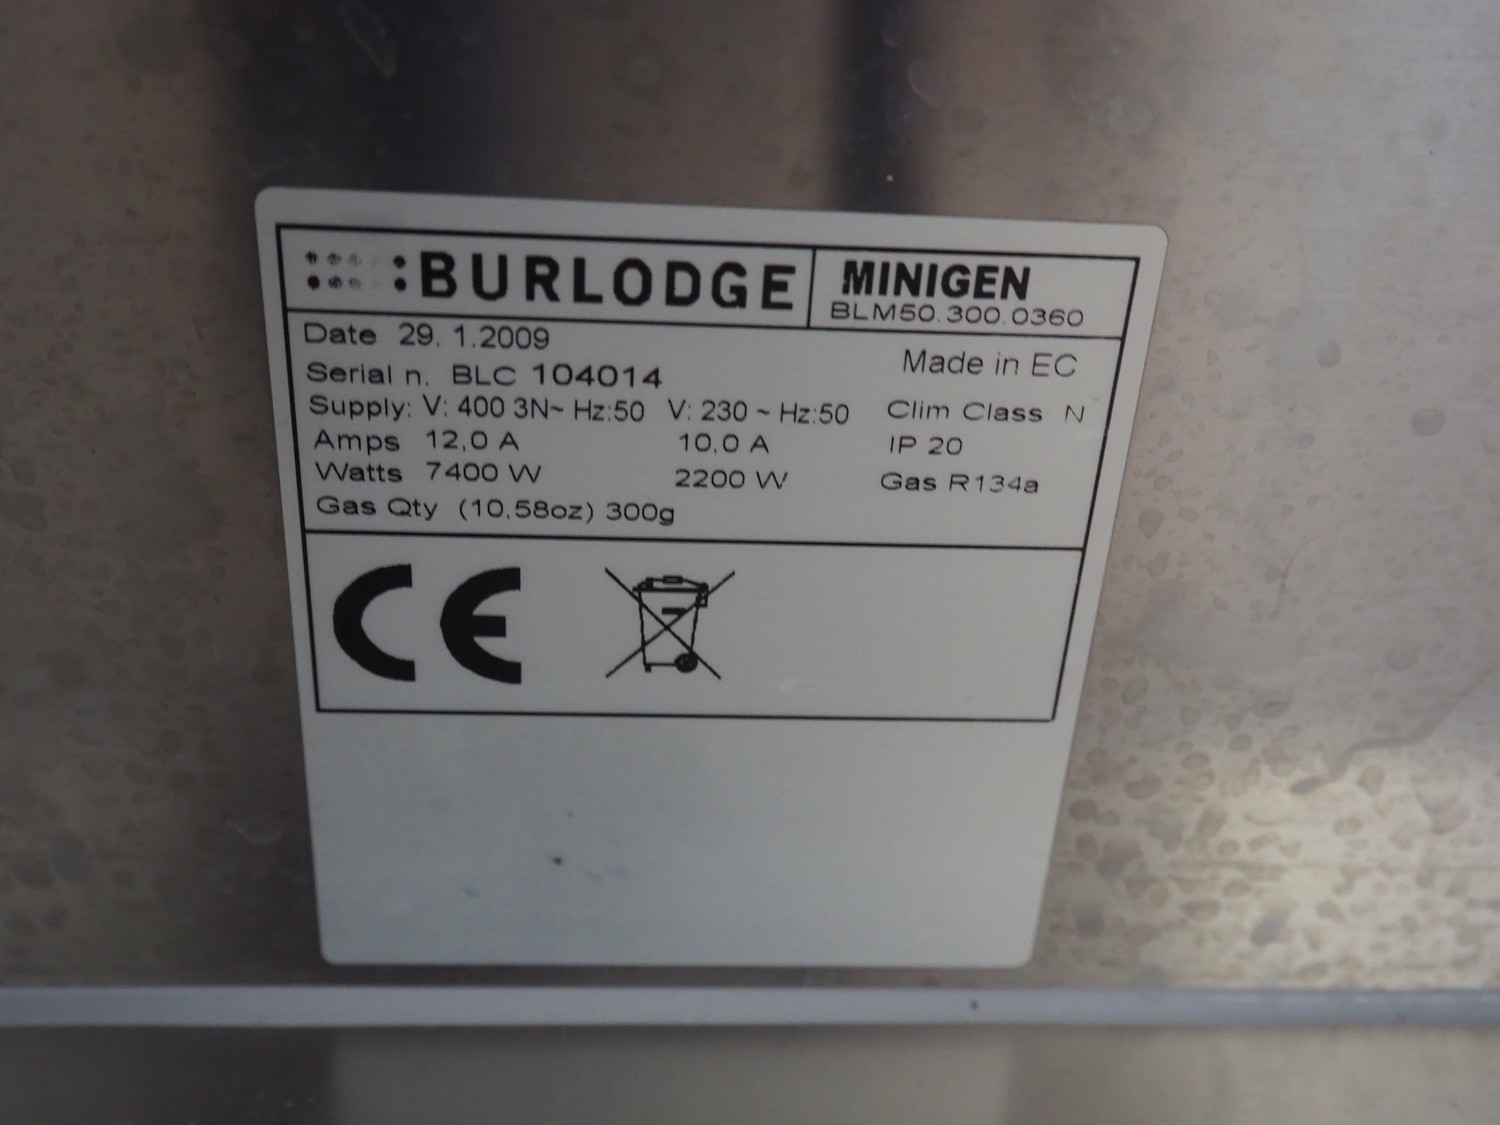 BURLODGE MINIGEN
BLM50.300.0360
Date 29. 1.2009
Made in EC
Serial n. BLC 104014
Supply: V: 400 3N~ Hz:50 V: 230 ~ Hz:50 Clim Class N
Amps 12,0 A 10,0 A IP 20
Watts 7400 W 2200 W Gas R134a
Gas Qty (10,58oz) 300g
CE